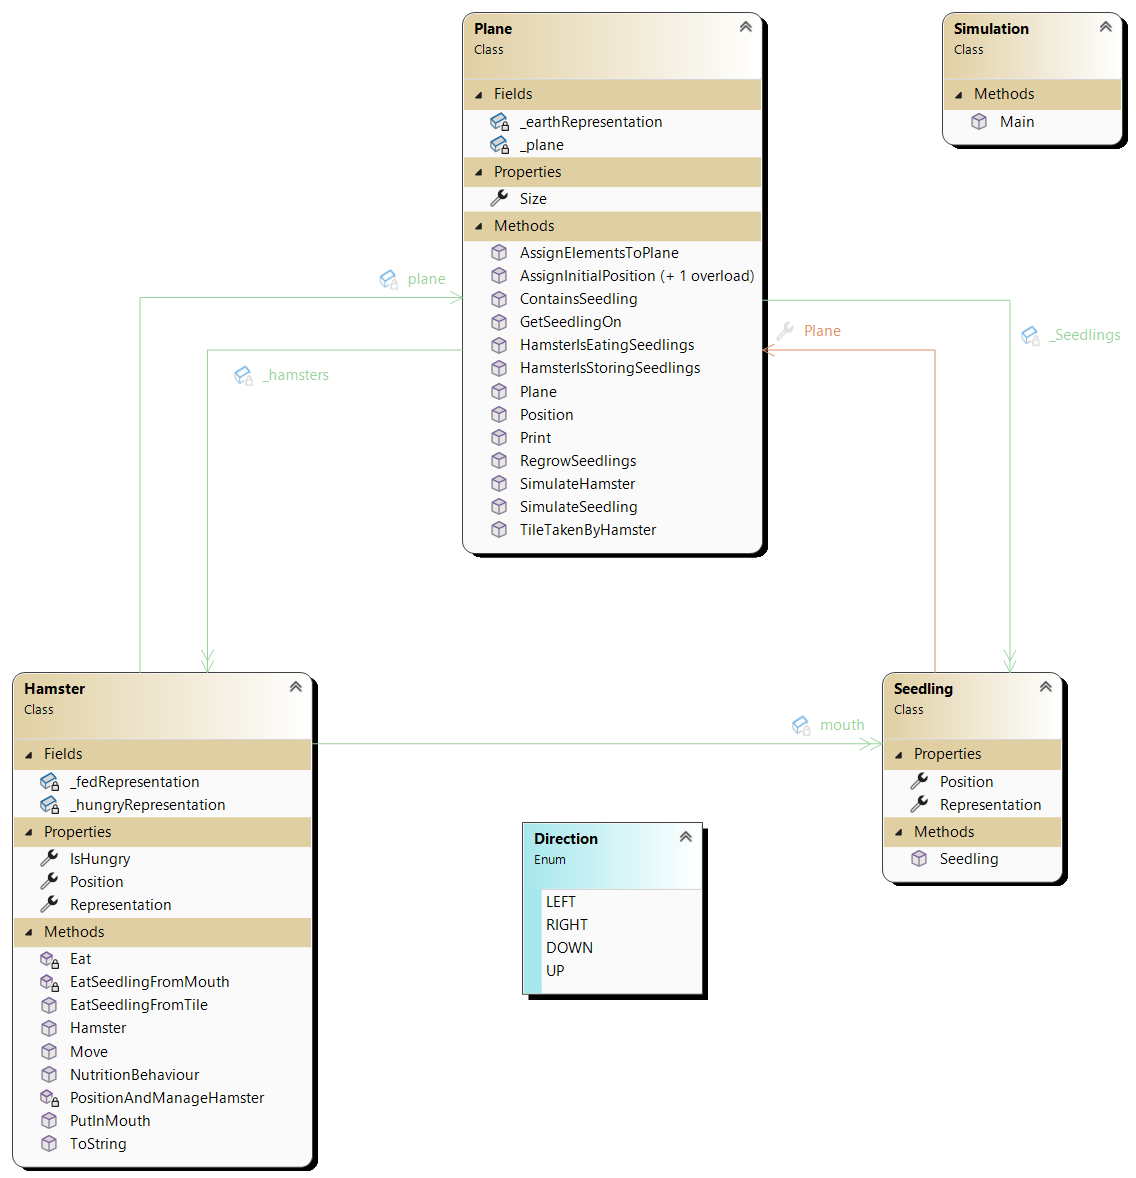 Plane
Class
Fields
_earthRepresentation
_plane
Properties
Size
Methods
AssignElementsToPlane
AssignInitialPosition (+ 1 overload)
ContainsSeedling
GetSeedlingOn
HamsterIsEatingSeedlings
HamsterIsStoringSeedlings
Plane
Position
Print
RegrowSeedlings
SimulateHamster
SimulateSeedling
TileTakenByHamster
Simulation
Class
Methods
Main
plane
_hamsters
Plane
_Seedlings
Hamster
Class
Fields
_fedRepresentation
_hungryRepresentation
Properties
IsHungry
Position
Representation
Methods
Eat
EatSeedlingFromMouth
EatSeedlingFromTile
Hamster
Move
NutritionBehaviour
PositionAndManageHamster
PutInMouth
ToString
mouth
Direction
Enum
LEFT
RIGHT
DOWN
UP
Seedling
Class
Properties
Position
Representation
Methods
Seedling